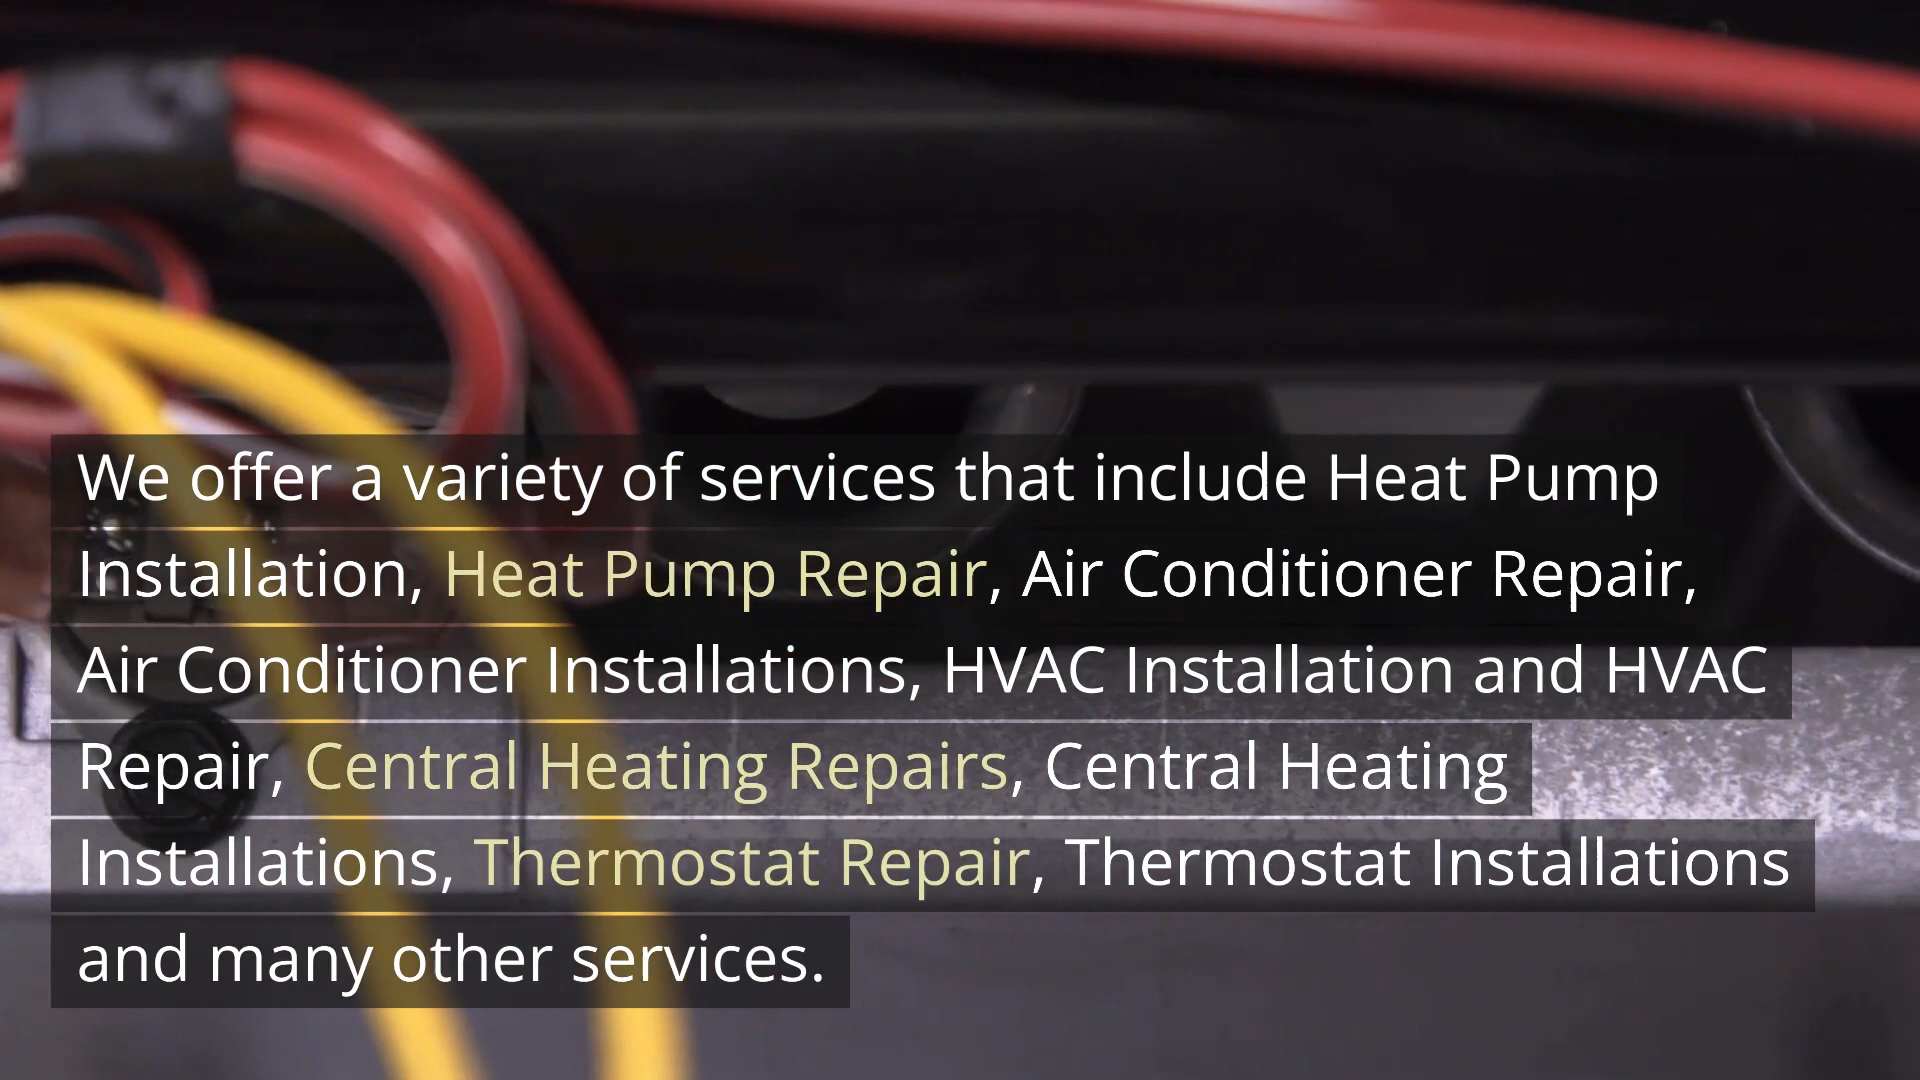 We offer a variety of services that include Heat Pump
Installation, Heat Pump Repair, Air Conditioner Repair,
Air Conditioner Installations, HVAC Installation and HVAC
Repair, Central Heating Repairs, Central Heating
Installations, Thermostat Repair, Thermostat Installations
and many other services.